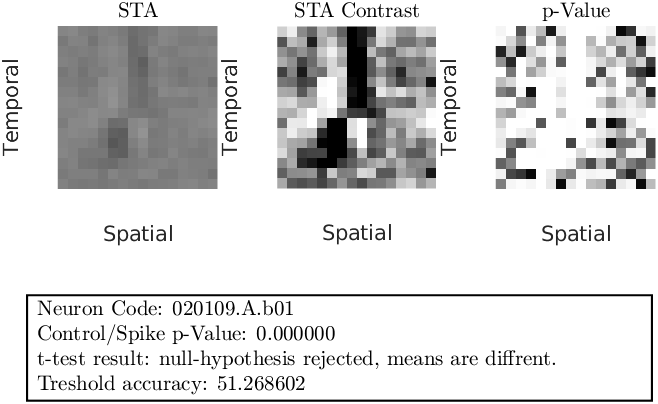 STA
STA Contrast
p-Value
Temporal
Temporal
Temporal
Spatial
Spatial
Spatial
Neuron Code: 020109.A.b01
Control/Spike p-Value: 0.000000
t-test result: null-hypothesis rejected, means are diffrent.
Treshold accuracy: 51.268602